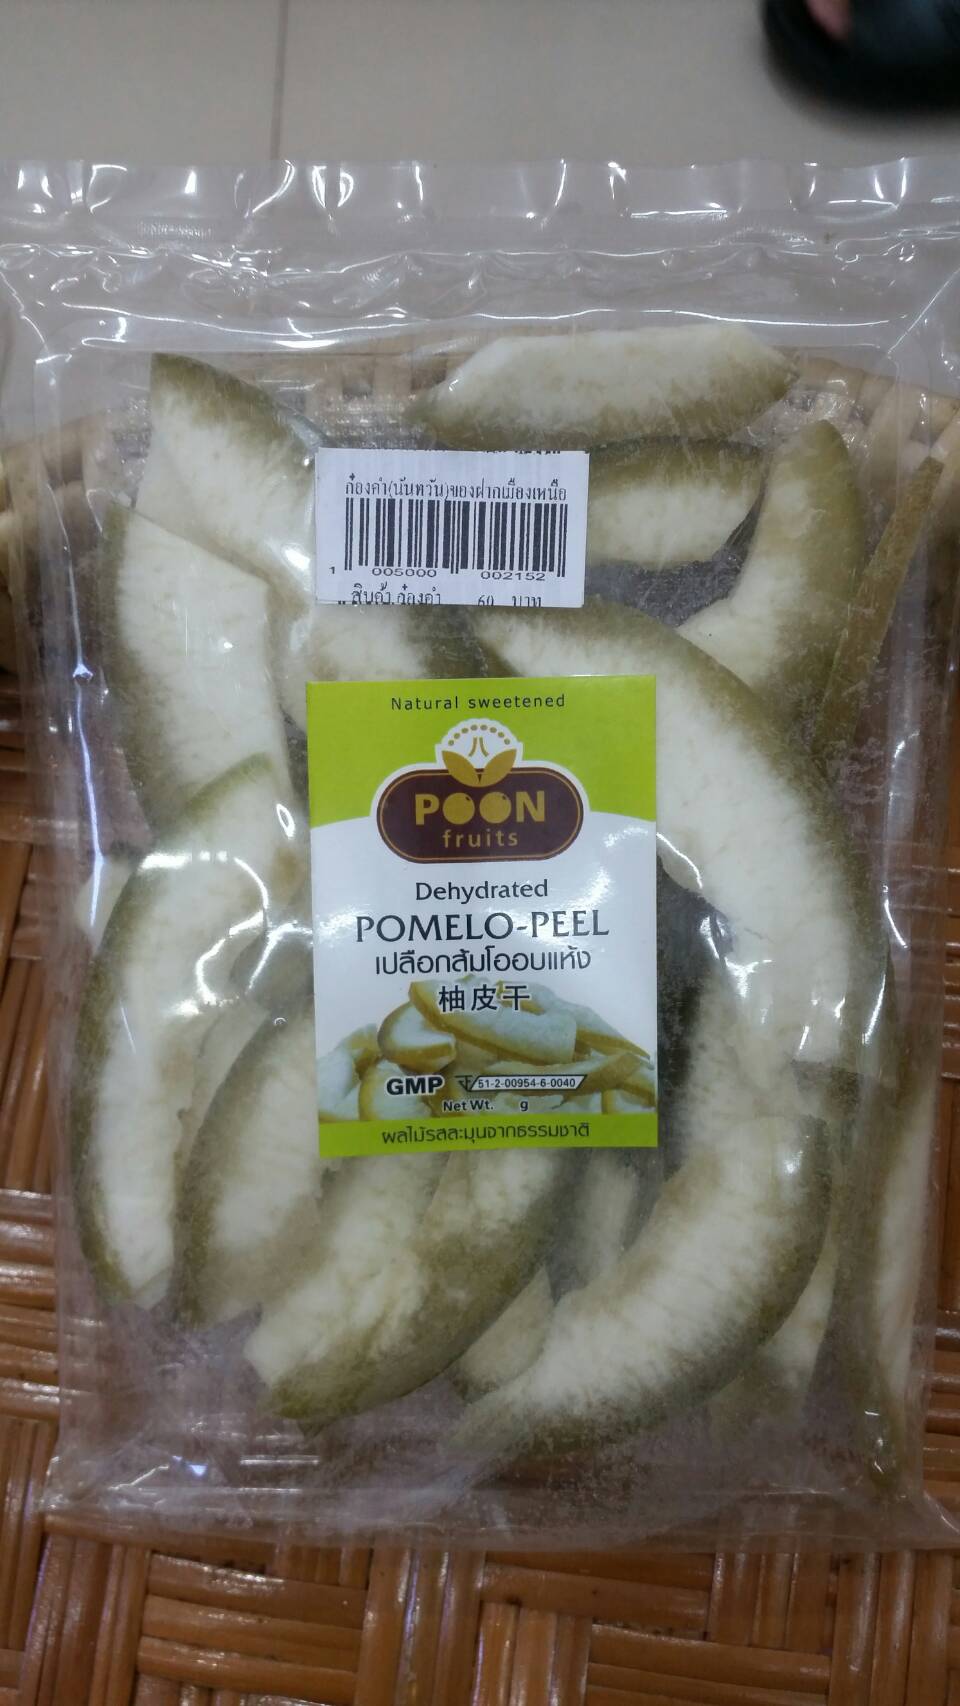 ก๋องคำ(นันทวัน)ของฝากเมืองเหนือ
1 005000 002152
สินค้า ก๋องคำ 60 บาท
Natural sweetened
POON
fruits
Dehydrated
POMELO-PEEL
เปลือกส้มโออบแห้ง
柚皮干
GMP 51-2-00954-6-0040
Net Wt. g
ผลไม้รสละมุนจากธรรมชาติ